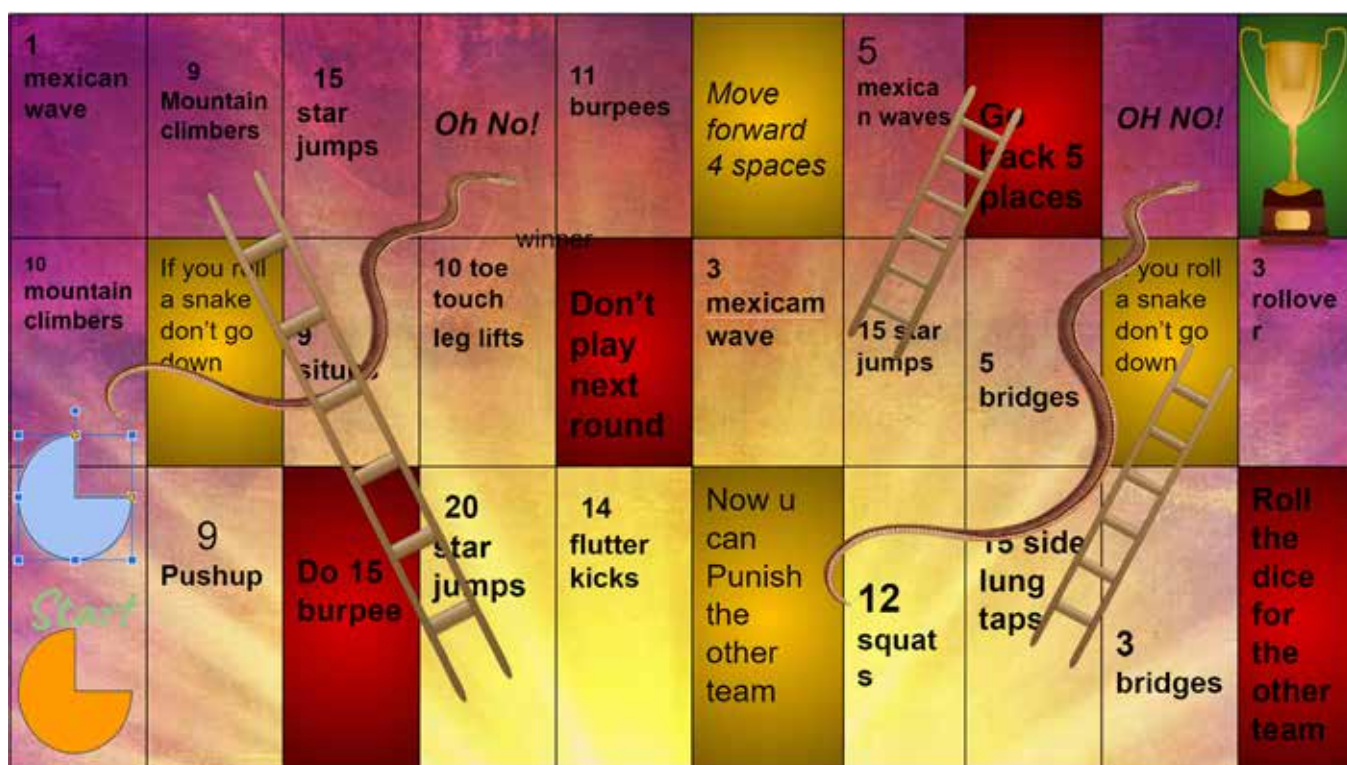 1
mexican
wave
9
Mountain
climbers
15
star
jumps
Oh No!
11
burpees
Move
forward
4 spaces
5
mexica
n waves
Go
back 5
places
OH NO!
10
mountain
climbers
If you roll
a snake
don't go
down
9
situps
winner
10 toe
touch
leg lifts
Don't
play
next
round
3
mexicam
wave
15 star
jumps
5
bridges
If you roll
a snake
don't go
down
3
rollove
r
Start
9
Pushup
Do 15
burpee
20
star
jumps
14
flutter
kicks
Now u
can
Punish
the
other
team
12
squat
s
15 side
lung
taps
3
bridges
Roll
the
dice
for
the
other
team